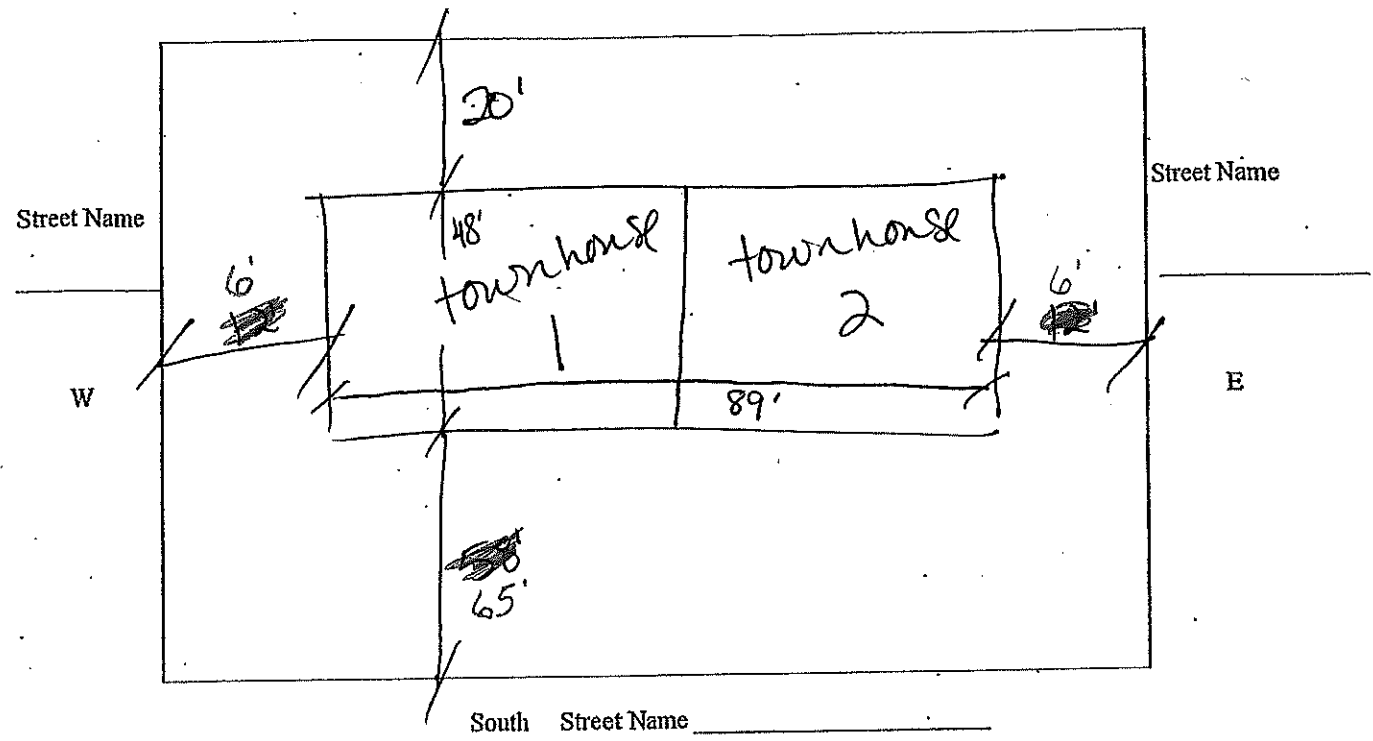 20'
Street Name
Street Name
48'
townhouse
1
townhouse
2
6'
6'
W
E
89'
65'
South Street Name